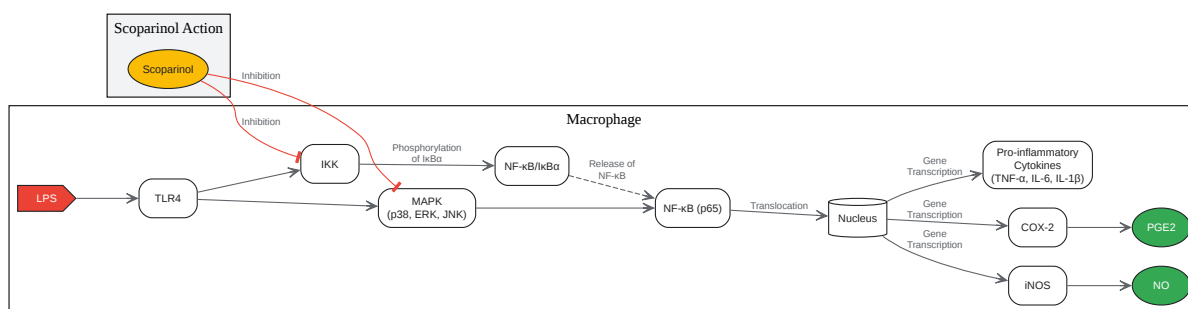 Scoparinol Action
Scoparinol
Inhibition
Inhibition
Macrophage
LPS
TLR4
IKK
MAPK
(p38, ERK, JNK)
Phosphorylation
of IκBα
NF-κB/IκBα
Release of
NF-κB
NF-κB (p65)
Translocation
Nucleus
Gene
Transcription
Gene
Transcription
Gene
Transcription
Pro-inflammatory
Cytokines
(TNF-α, IL-6, IL-1β)
COX-2
PGE2
iNOS
NO